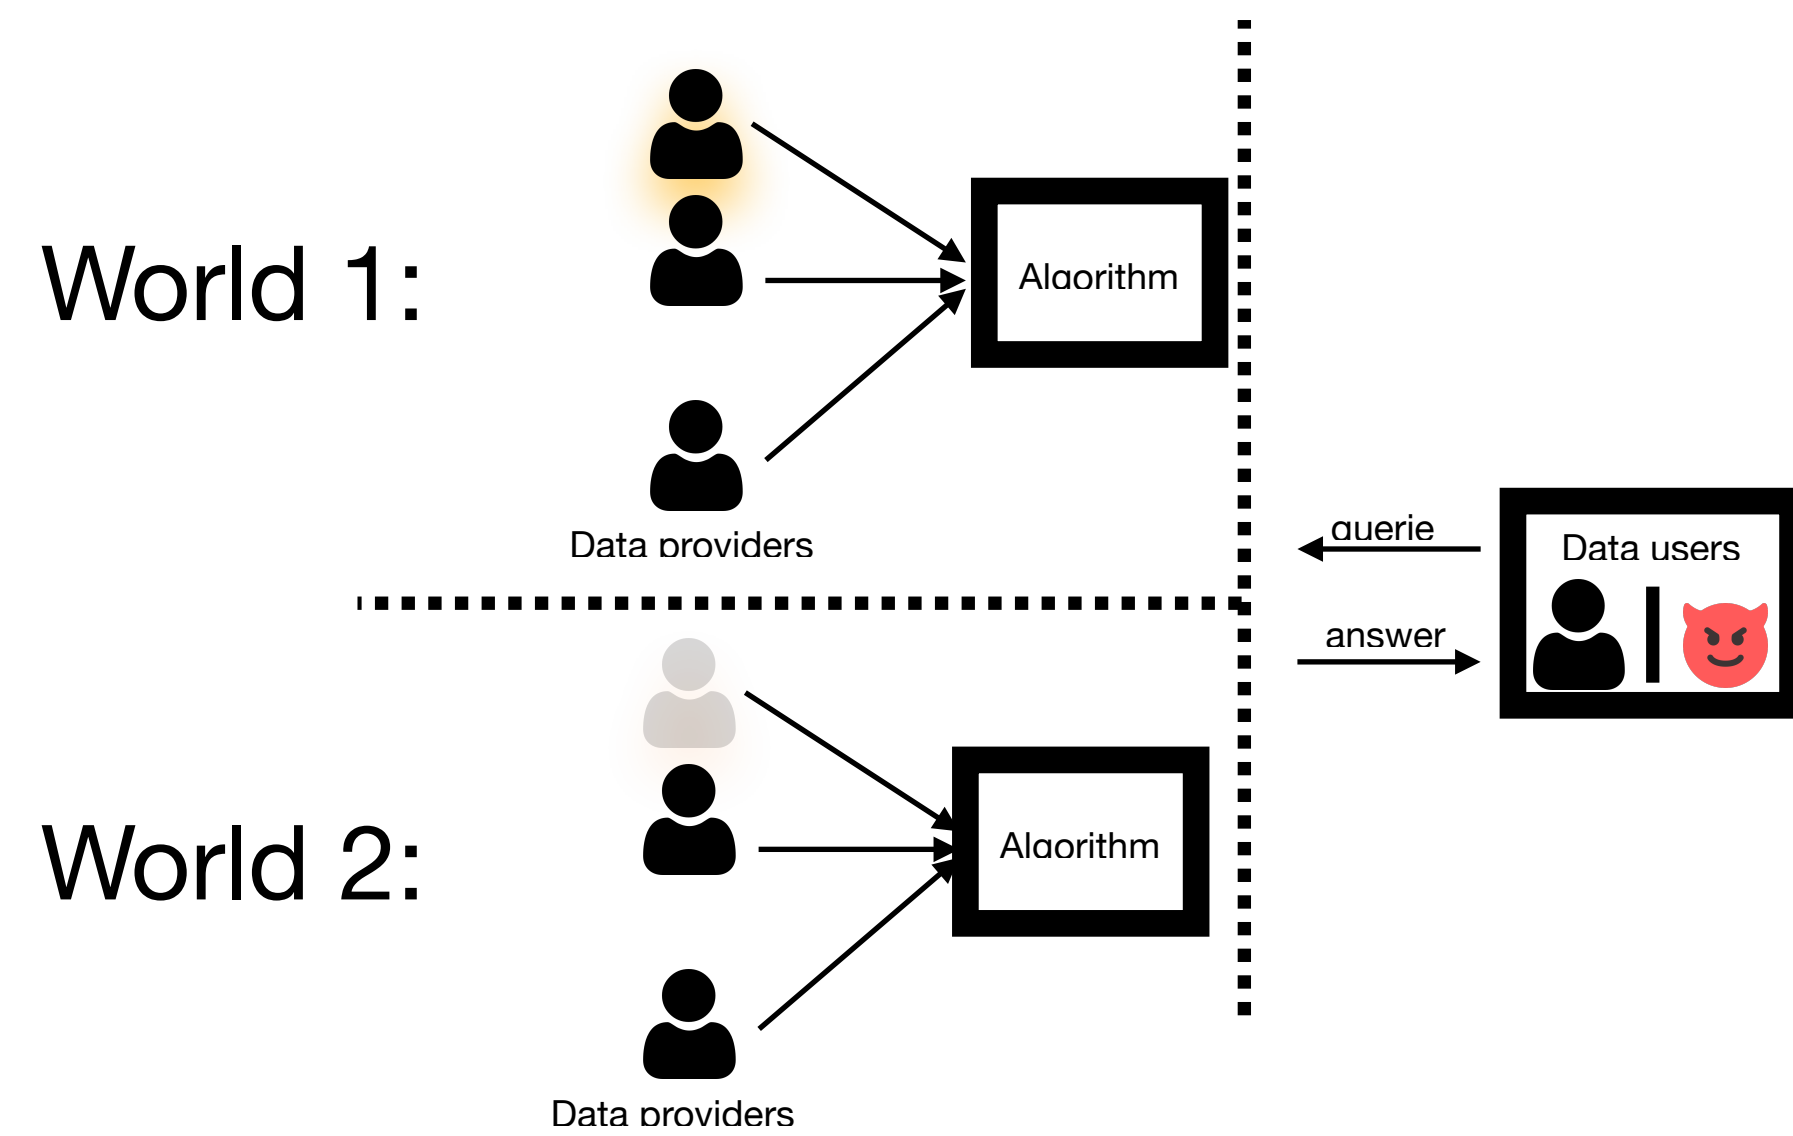 World 1:
Algorithm
Data providers
querie
Data users
answer
World 2:
Algorithm
Data providers